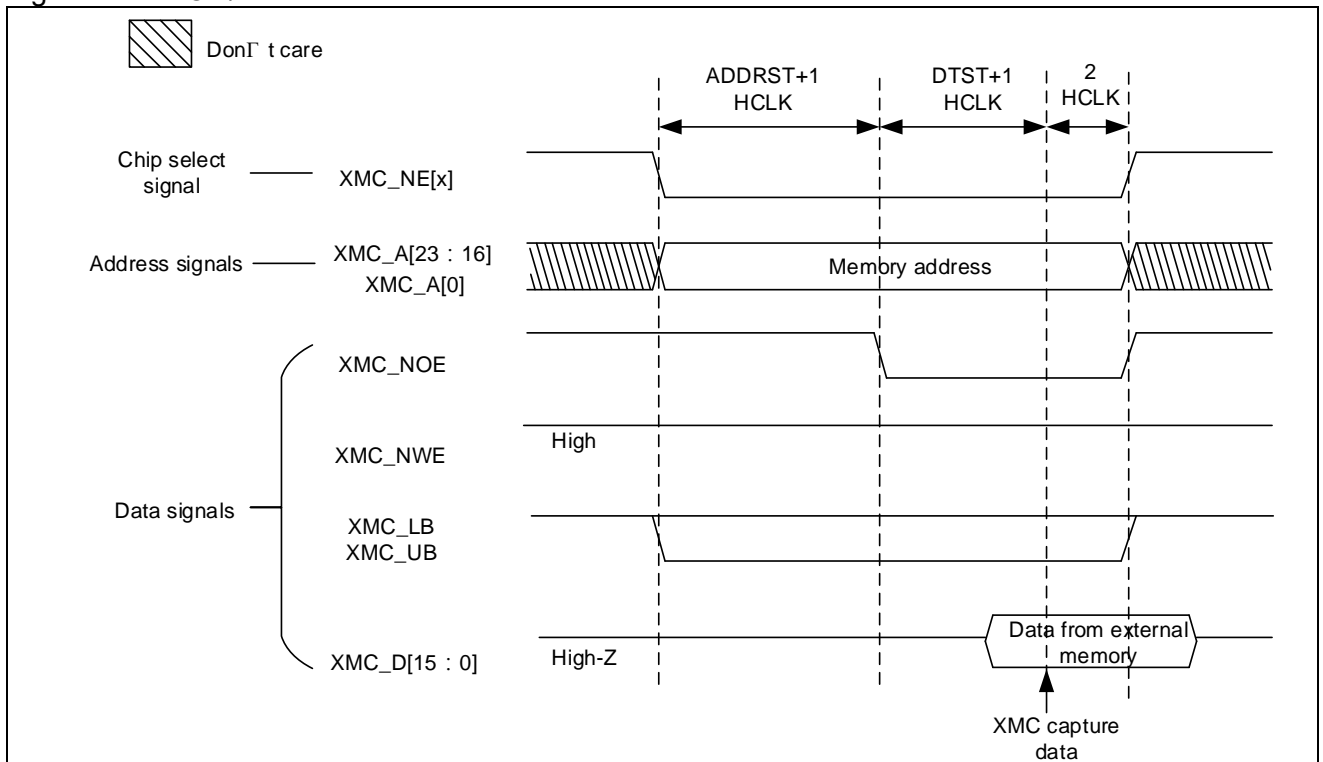 DonΓ t care
ADDRST+1
HCLK
DTST+1
HCLK
2
HCLK
Chip select
signal
XMC_NE[x]
Address signals
XMC_A[23 : 16]
XMC_A[0]
Memory address
XMC_NOE
High
XMC_NWE
Data signals
XMC_LB
XMC_UB
XMC_D[15 : 0]
High-Z
Data from external
memory
XMC capture
data